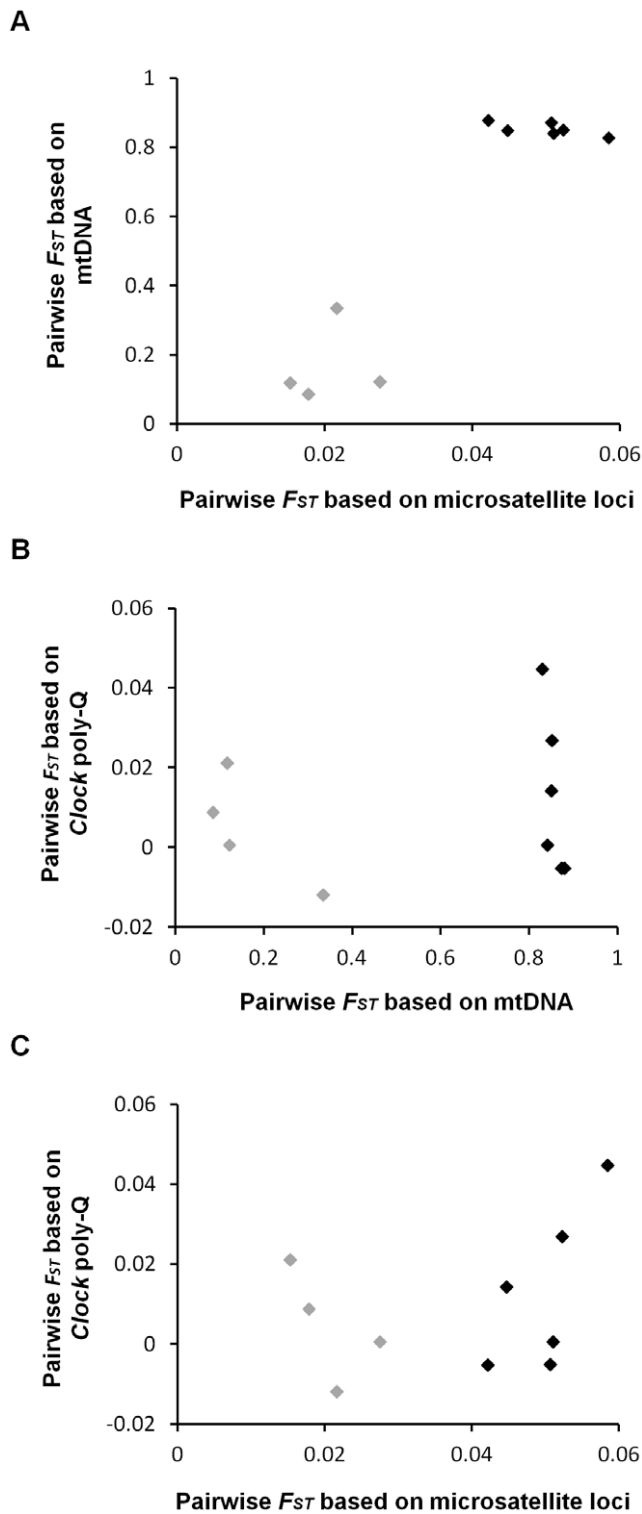 A
1
0.8
0.6
0.4
0.2
0
Pairwise FST based on
mtDNA
0
0.02
0.04
0.06
Pairwise FST based on microsatellite loci
B
0.06
0.04
0.02
0
-0.02
Pairwise FST based on
Clock poly-Q
0
0.2
0.4
0.6
0.8
1
Pairwise FST based on mtDNA
C
0.06
0.04
0.02
0
-0.02
Pairwise FST based on
Clock poly-Q
0
0.02
0.04
0.06
Pairwise FST based on microsatellite loci